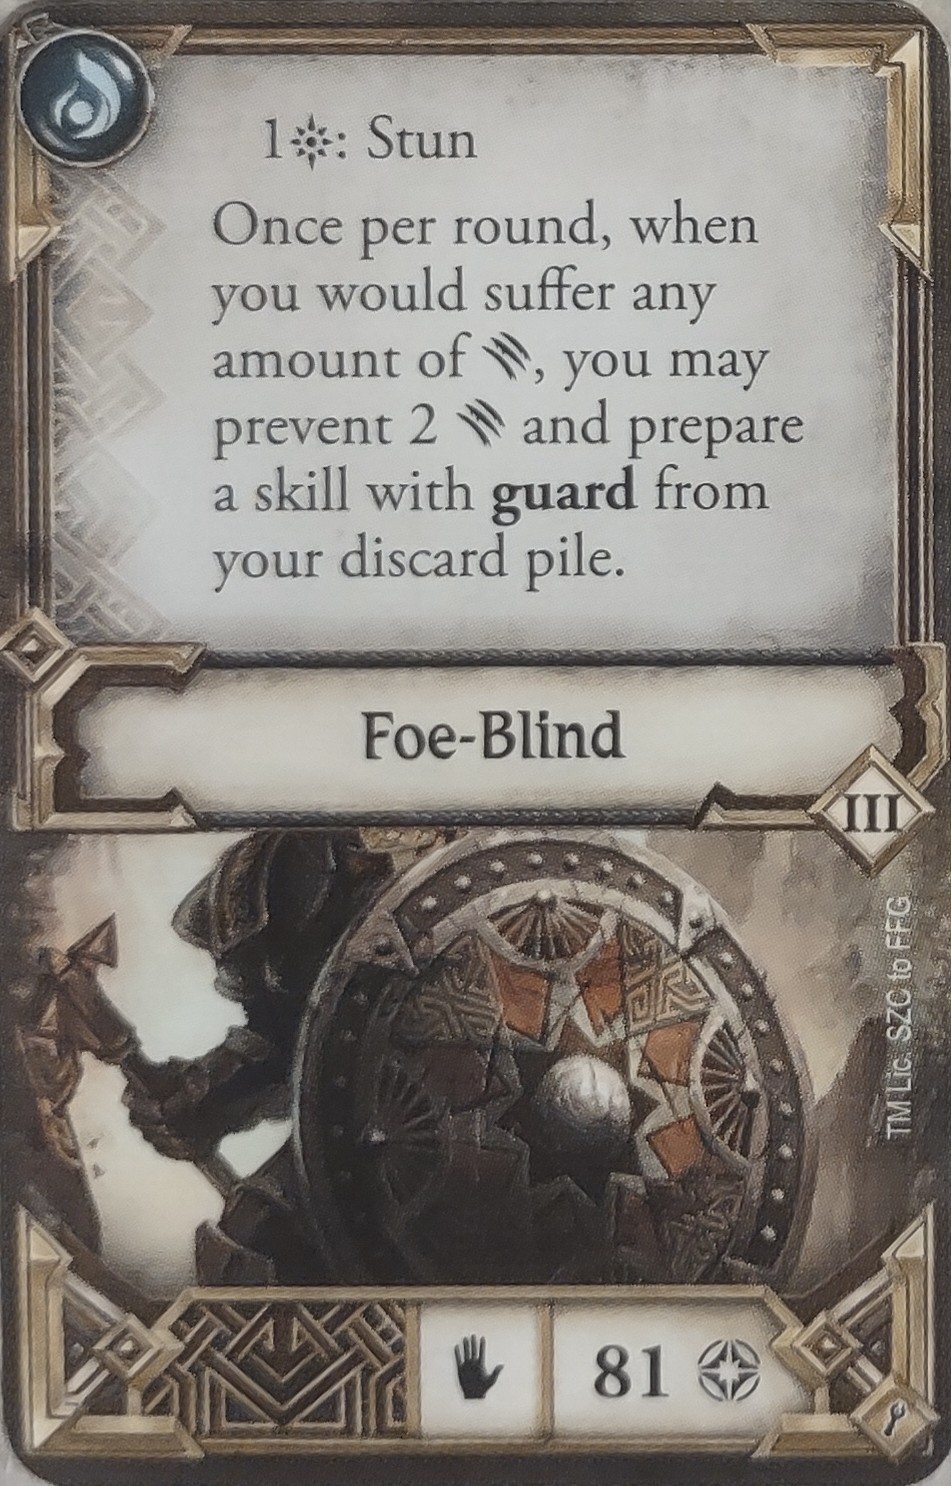 1 : Stun
Once per round, when
you would suffer any
amount of , you may
prevent 2 and prepare
a skill with guard from
your discard pile.
Foe-Blind
III
TM Lic. SZC to FFG.
81